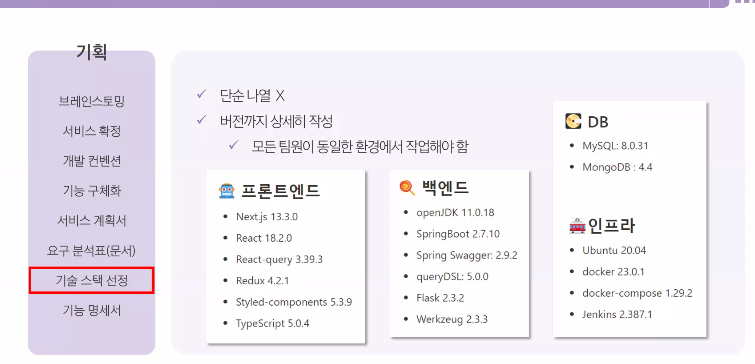 기획
브레인스토밍
서비스 확정
개발 컨벤션
기능 구체화
서비스 계획서
요구 분석표(문서)
기술 스택 선정
기능 명세서
✓ 단순 나열 X
✓ 버전까지 상세히 작성
✓ 모든 팀원이 동일한 환경에서 작업해야 함
프론트엔드
• Next.js 13.3.0
• React 18.2.0
• React-query 3.39.3
• Redux 4.2.1
• Styled-components 5.3.9
• TypeScript 5.0.4
백엔드
• openJDK 11.0.18
• SpringBoot 2.7.10
• Spring Swagger: 2.9.2
• queryDSL: 5.0.0
• Flask 2.3.2
• Werkzeug 2.3.3
DB
• MySQL: 8.0.31
• MongoDB : 4.4
인프라
• Ubuntu 20.04
• docker 23.0.1
• docker-compose 1.29.2
• Jenkins 2.387.1